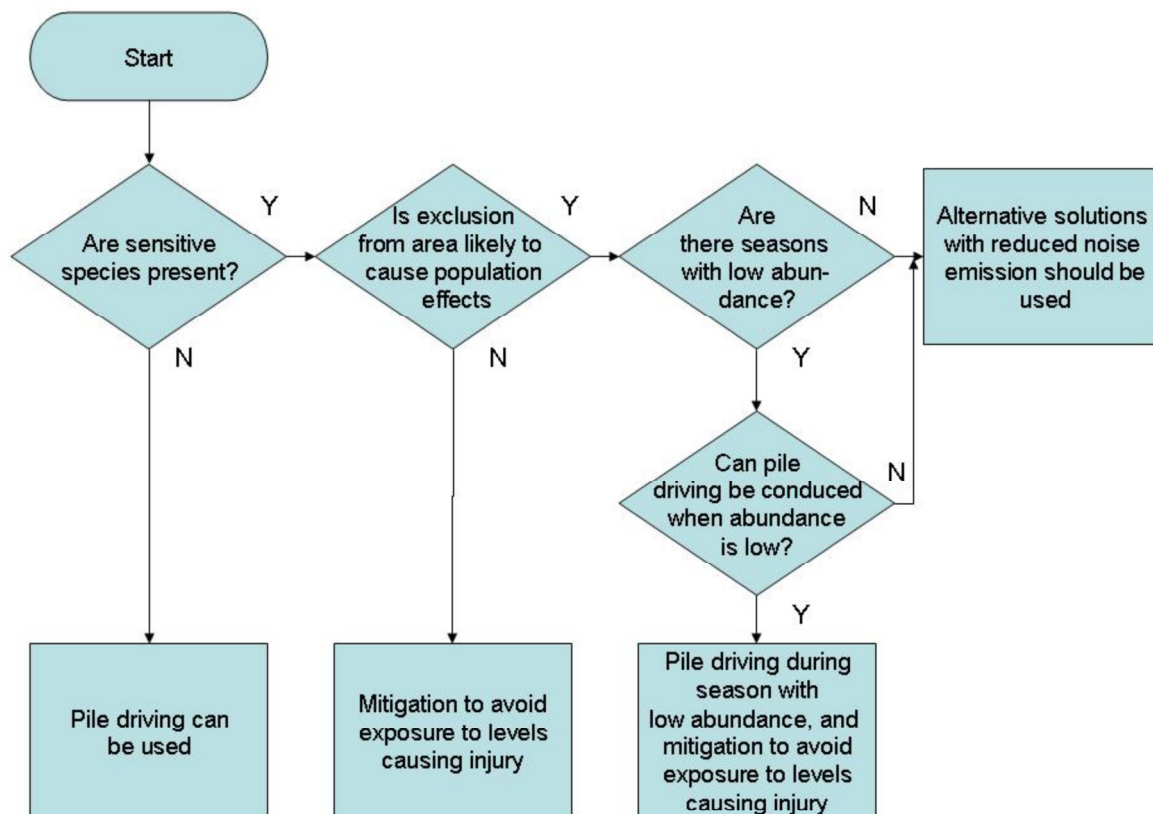 Start
Are sensitive
species present?
Y
N
Is exclusion
from area likely to
cause population
effects
Y
N
Are
there seasons
with low abun-
dance?
N
Y
Alternative solutions
with reduced noise
emission should be
used
Can pile
driving be conduced
when abundance
is low?
N
Y
Pile driving can
be used
Mitigation to avoid
exposure to levels
causing injury
Pile driving during
season with
low abundance, and
mitigation to avoid
exposure to levels
causing injury